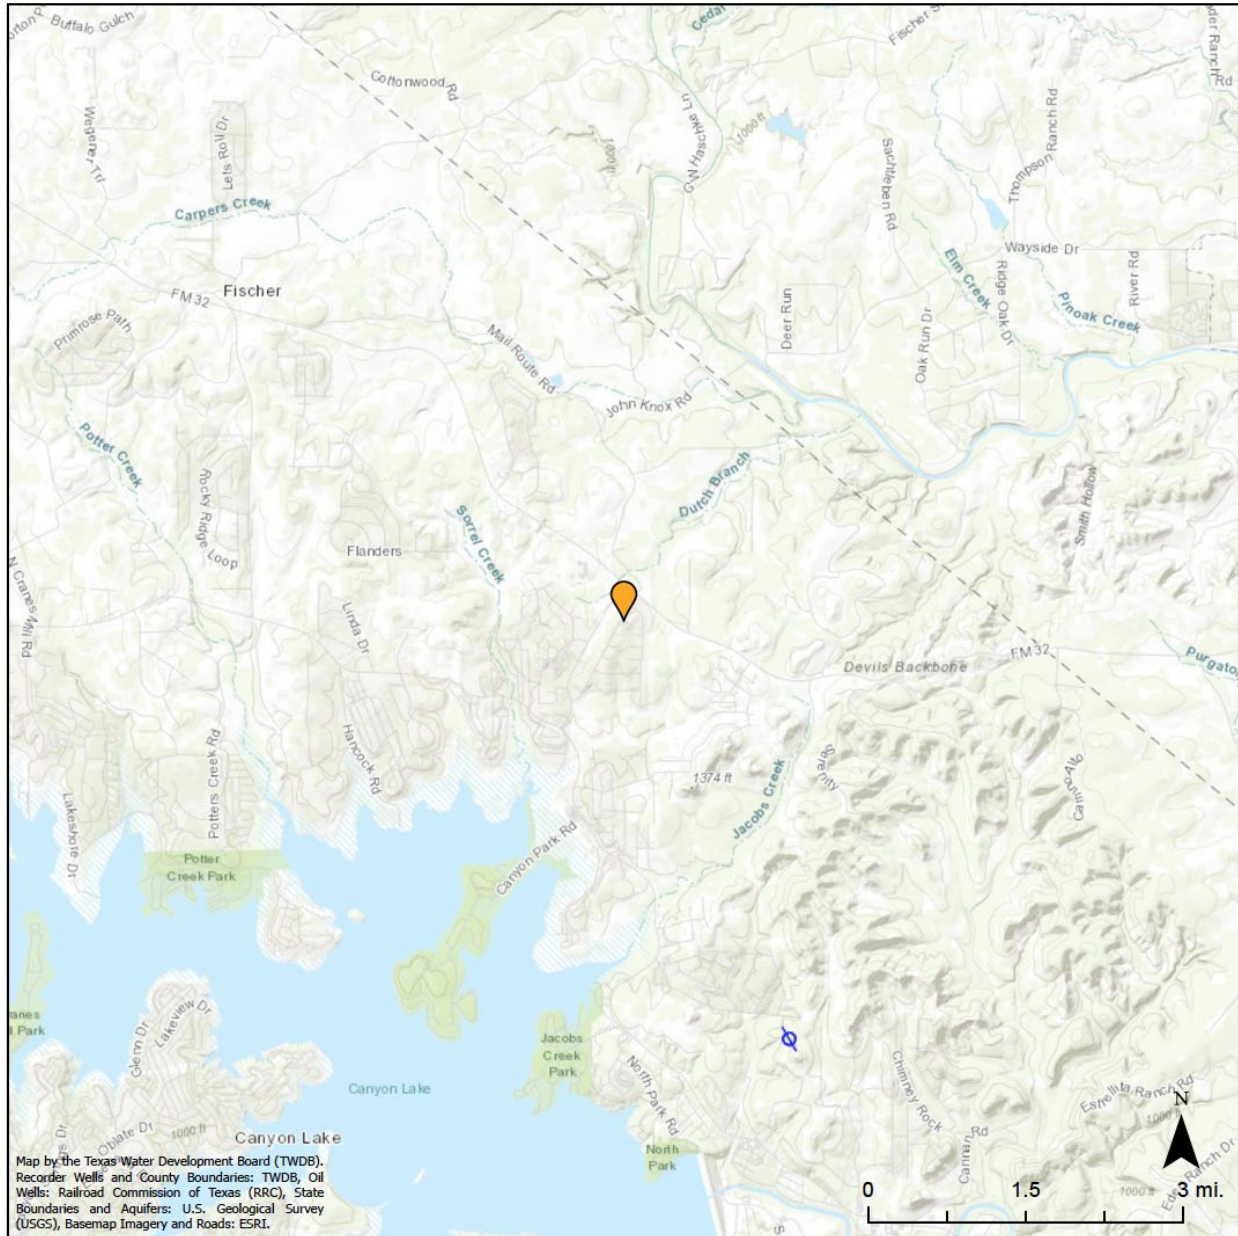 Buffalo Gulch
Cedar
Fischer S
Cottonwood
Rd
Rd
Wegener Trl
Lets Roll Dr
G W Haschke Ln
1000 ft
1000 ft
Sachtleben Rd
Thompson
Ranch Rd
Carpers Creek
Wayside Dr
Elm Creek
Ridge Oak Dr
River Rd
Pinoak Creek
Fischer
FM 32
Deer Run
Oak Run Dr
Primrose Path
Mail Route Rd
John Knox Rd
Potter Creek
Rocky Ridge
Loop
Dutch Branch
Smith Hollow
Sorrel Creek
Flanders
N Cranes Mill Rd
Linda Dr
Devils Backbone
FM 32
Purgato
Potters Creek Rd
Hancock Rd
1374 ft
Serenity
Camino Alto
Jacobs Creek
Lakeshore Dr
Canyon Park Rd
Potter
Creek Park
Glenn Dr
Lakeview Dr
Park
Jacobs
Creek
Park
Canyon Lake
North Park Rd
Chimney Rock
Estrellita Ranch Rd
N
1000 ft
Oblate Dr
1000 ft
Canyon Lake
North
Park
Cannan
Rd
1000 ft
Ranch Dr
Map by the Texas Water Development Board (TWDB).
Recorder Wells and County Boundaries: TWDB, Oil
Wells: Railroad Commission of Texas (RRC), State
Boundaries and Aquifers: U.S. Geological Survey
(USGS), Basemap Imagery and Roads: ESRI.
0 1.5 3 mi.